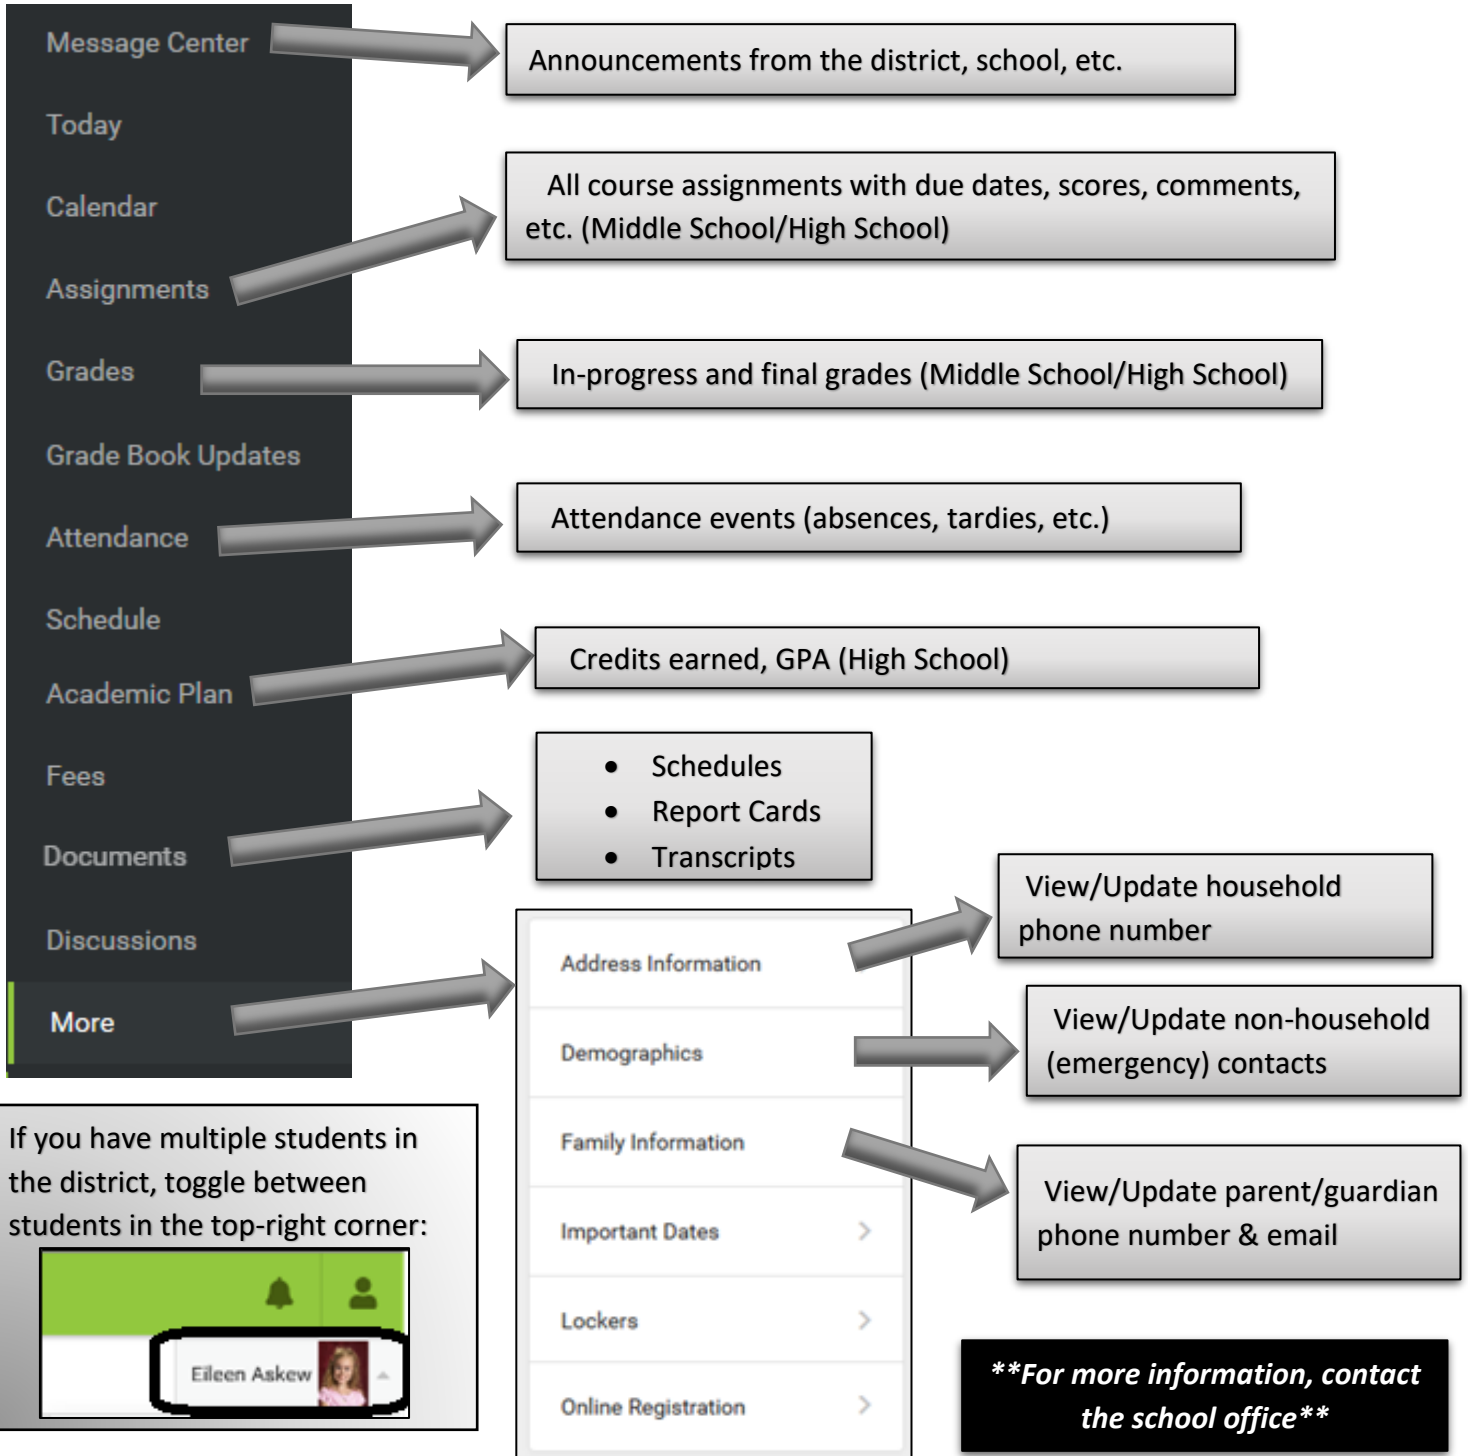 Message Center
Announcements from the district, school, etc.
Today
Calendar
All course assignments with due dates, scores, comments,
etc. (Middle School/High School)
Assignments
Grades
In-progress and final grades (Middle School/High School)
Grade Book Updates
Attendance
Attendance events (absences, tardies, etc.)
Schedule
Academic Plan
Credits earned, GPA (High School)
Fees
Documents
• Schedules
• Report Cards
• Transcripts
Discussions
More
Address Information
View/Update household
phone number
Demographics
View/Update non-household
(emergency) contacts
Family Information
View/Update parent/guardian
phone number & email
Important Dates
Lockers
Online Registration
If you have multiple students in
the district, toggle between
students in the top-right corner:
Eileen Askew
**For more information, contact
the school office**